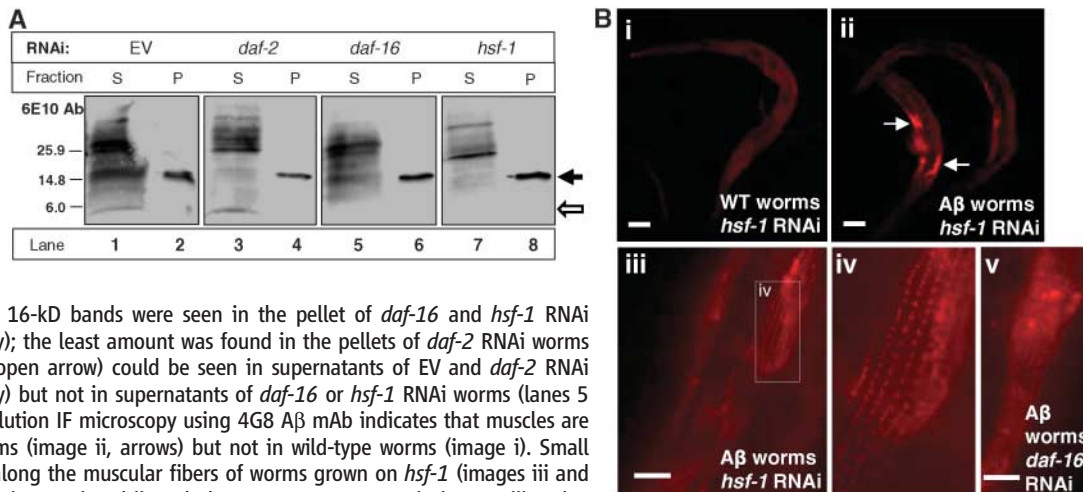 A
RNAi: EV daf-2 daf-16 hsf-1
Fraction S P S P S P S P
6E10 Ab
25.9
14.8
6.0
Lane 1 2 3 4 5 6 7 8
16-kD bands were seen in the pellet of daf-16 and hsf-1 RNAi
y); the least amount was found in the pellets of daf-2 RNAi worms
open arrow) could be seen in supernatants of EV and daf-2 RNAi
y) but not in supernatants of daf-16 or hsf-1 RNAi worms (lanes 5
lution IF microscopy using 4G8 Aβ mAb indicates that muscles are
ms (image ii, arrows) but not in wild-type worms (image i). Small
along the muscular fibers of worms grown on hsf-1 (images iii and
B
i
WT worms
hsf-1 RNAi
ii
Aβ worms
hsf-1 RNAi
iii
iv
Aβ worms
hsf-1 RNAi
iv
v
Aβ
worms
daf-16
RNAi